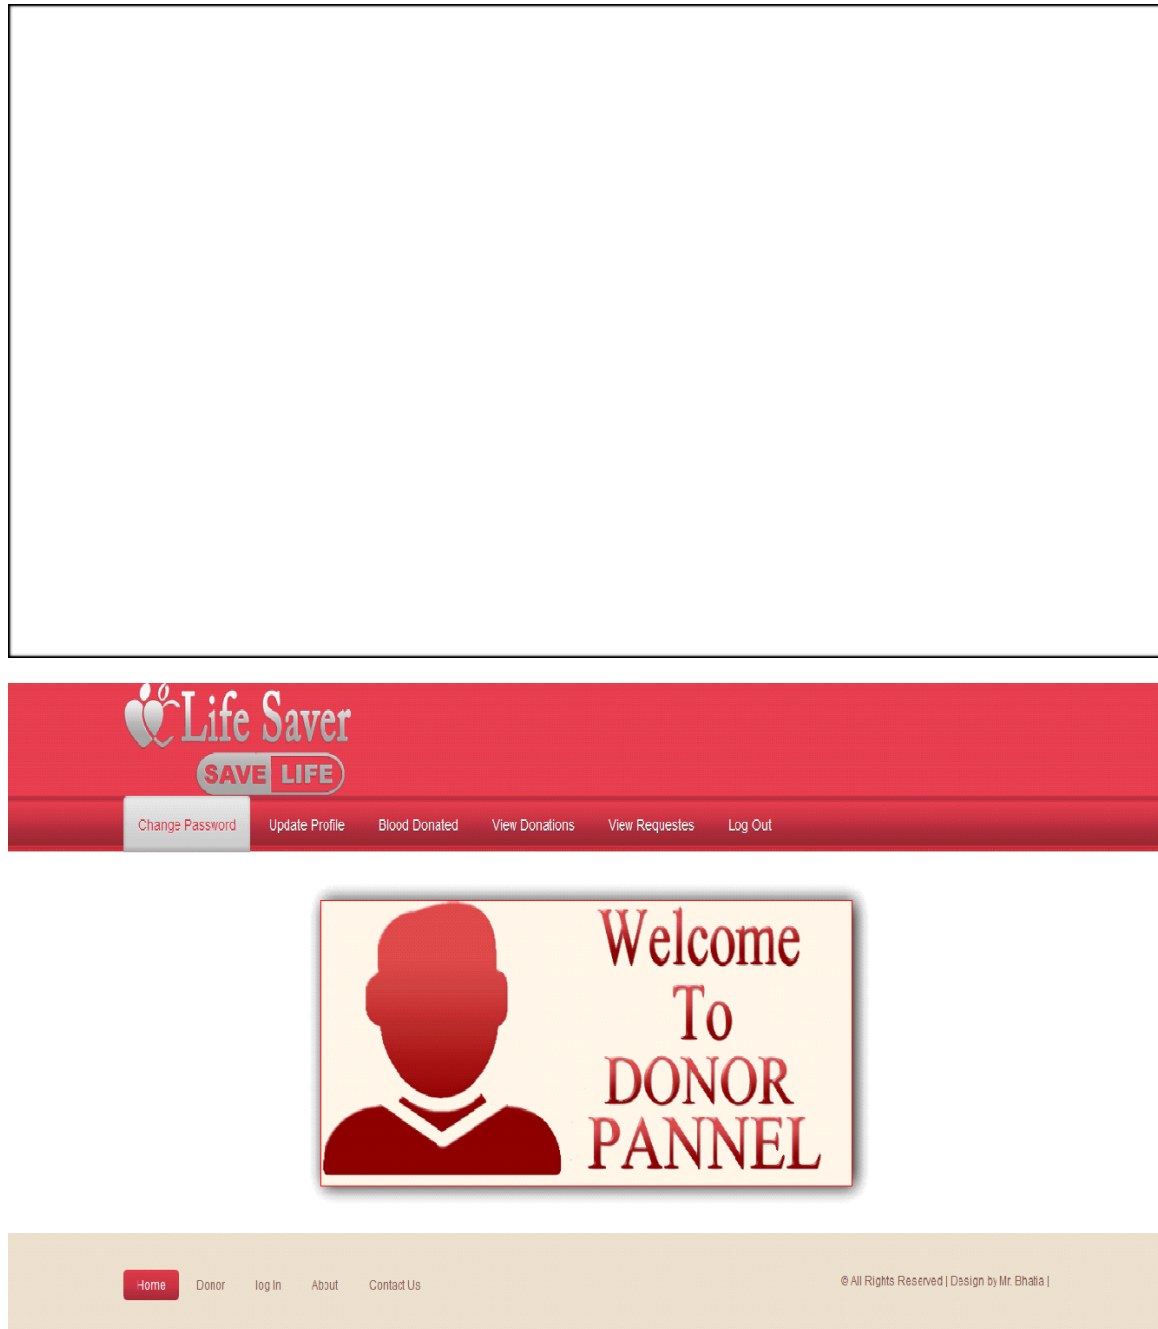 Life Saver
SAVE LIFE
Change Password Update Profile Blood Donated View Donations View Requestes Log Out
Welcome
To
DONOR
PANNEL
Home Donor log In About Contact Us
© All Rights Reserved | Design by Mr. Bhatia |